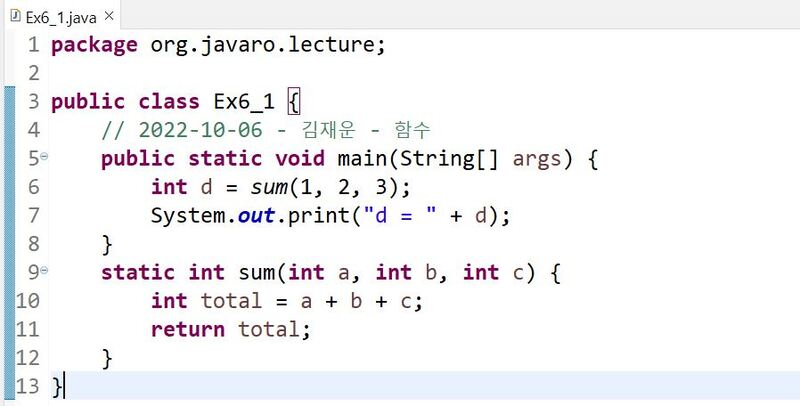 Ex6_1.java
1 package org.javaro.lecture;
2
3 public class Ex6_1 {
4     // 2022-10-06 - 김재운 - 함수
5     public static void main(String[] args) {
6         int d = sum(1, 2, 3);
7         System.out.print("d = " + d);
8     }
9     static int sum(int a, int b, int c) {
10         int total = a + b + c;
11         return total;
12     }
13 }